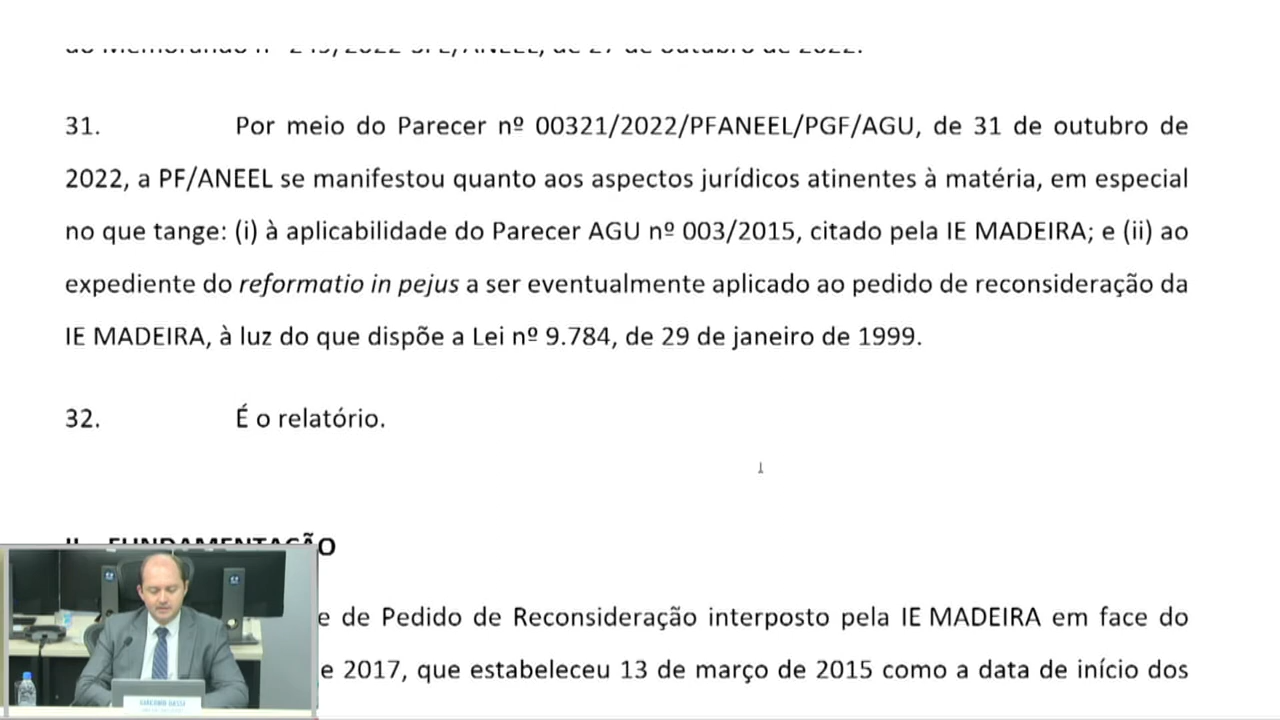 31. Por meio do Parecer nº 00321/2022/PFANEEL/PGF/AGU, de 31 de outubro de
2022, a PF/ANEEL se manifestou quanto aos aspectos jurídicos atinentes à matéria, em especial
no que tange: (i) à aplicabilidade do Parecer AGU nº 003/2015, citado pela IE MADEIRA; e (ii) ao
expediente do reformatio in pejus a ser eventualmente aplicado ao pedido de reconsideração da
IE MADEIRA, à luz do que dispõe a Lei nº 9.784, de 29 de janeiro de 1999.
32. É o relatório.
II. FUNDAMENTAÇÃO
e de Pedido de Reconsideração interposto pela IE MADEIRA em face do
e 2017, que estabeleceu 13 de março de 2015 como a data de início dos